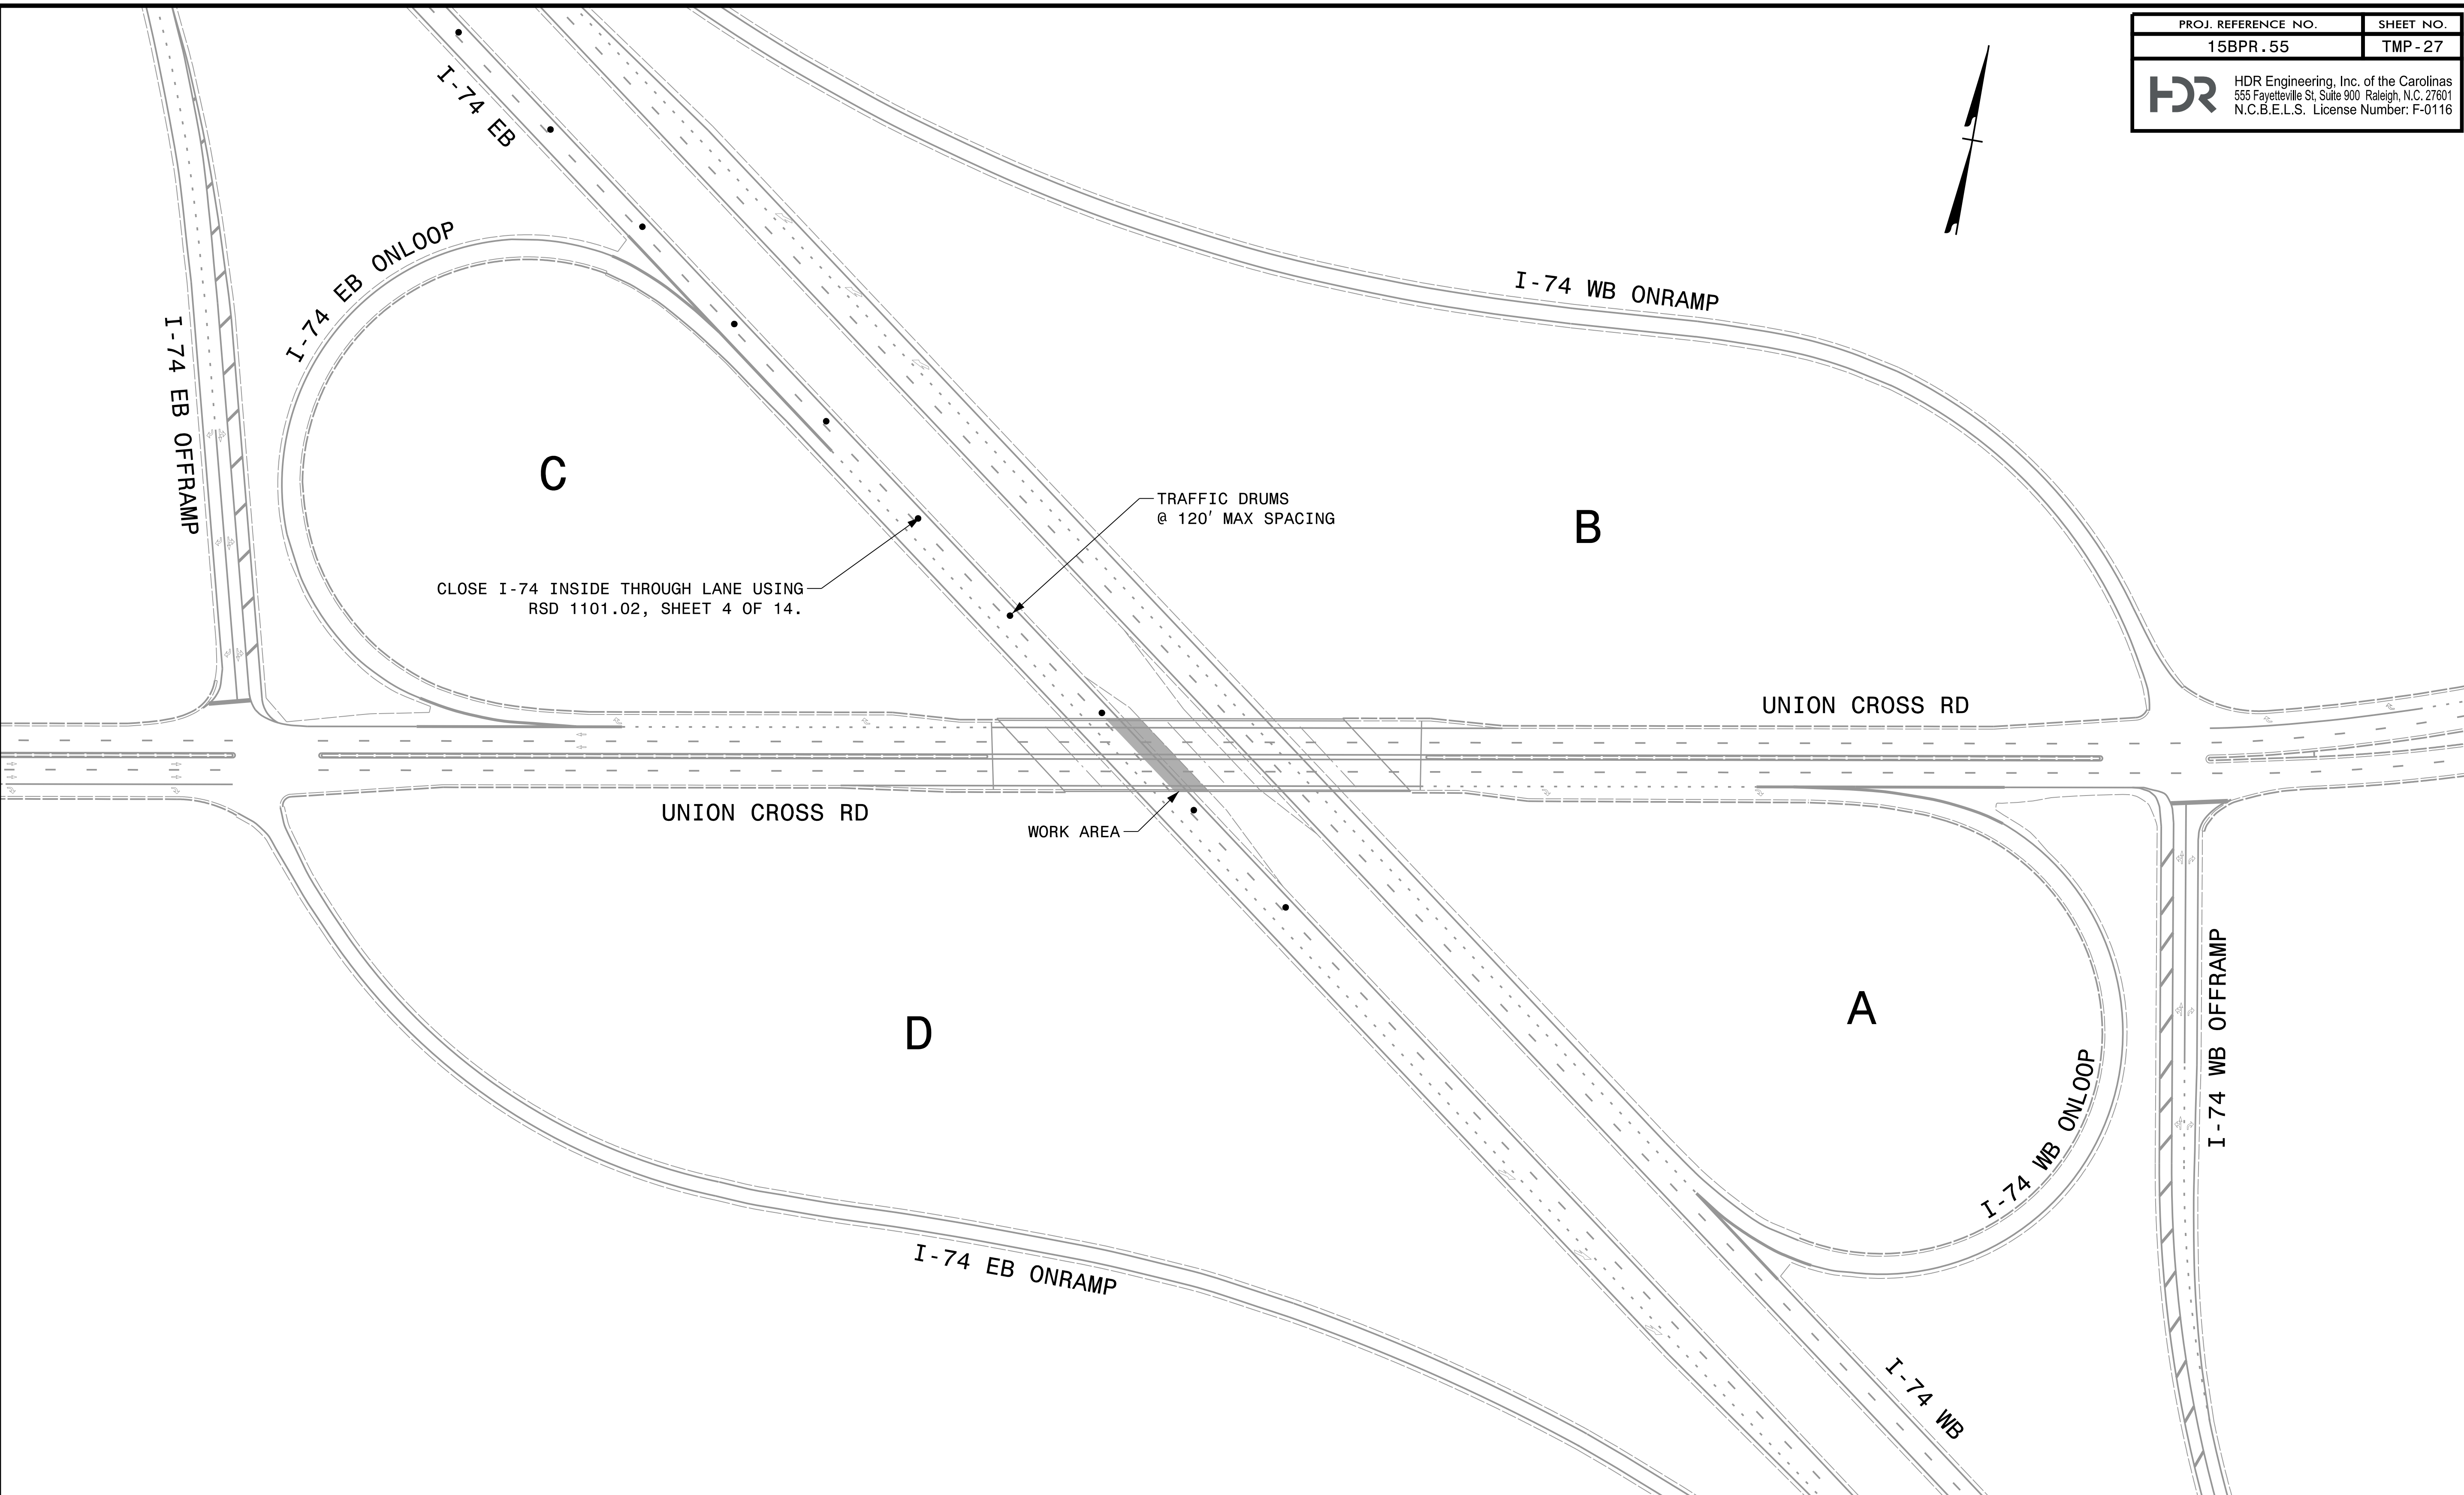 PROJ. REFERENCE NO.
SHEET NO.
15BPR.55
TMP-27
HDR
HDR Engineering, Inc. of the Carolinas
555 Fayetteville St, Suite 900 Raleigh, N.C. 27601
N.C.B.E.L.S. License Number: F-0116
I-74 EB
I-74 EB ONLOOP
I-74 WB ONRAMP
I-74 EB OFFRAMP
C
TRAFFIC DRUMS
@ 120' MAX SPACING
B
CLOSE I-74 INSIDE THROUGH LANE USING
RSD 1101.02, SHEET 4 OF 14.
UNION CROSS RD
UNION CROSS RD
WORK AREA
D
A
I-74 WB OFFRAMP
I-74 WB ONLOOP
I-74 EB ONRAMP
I-74 WB